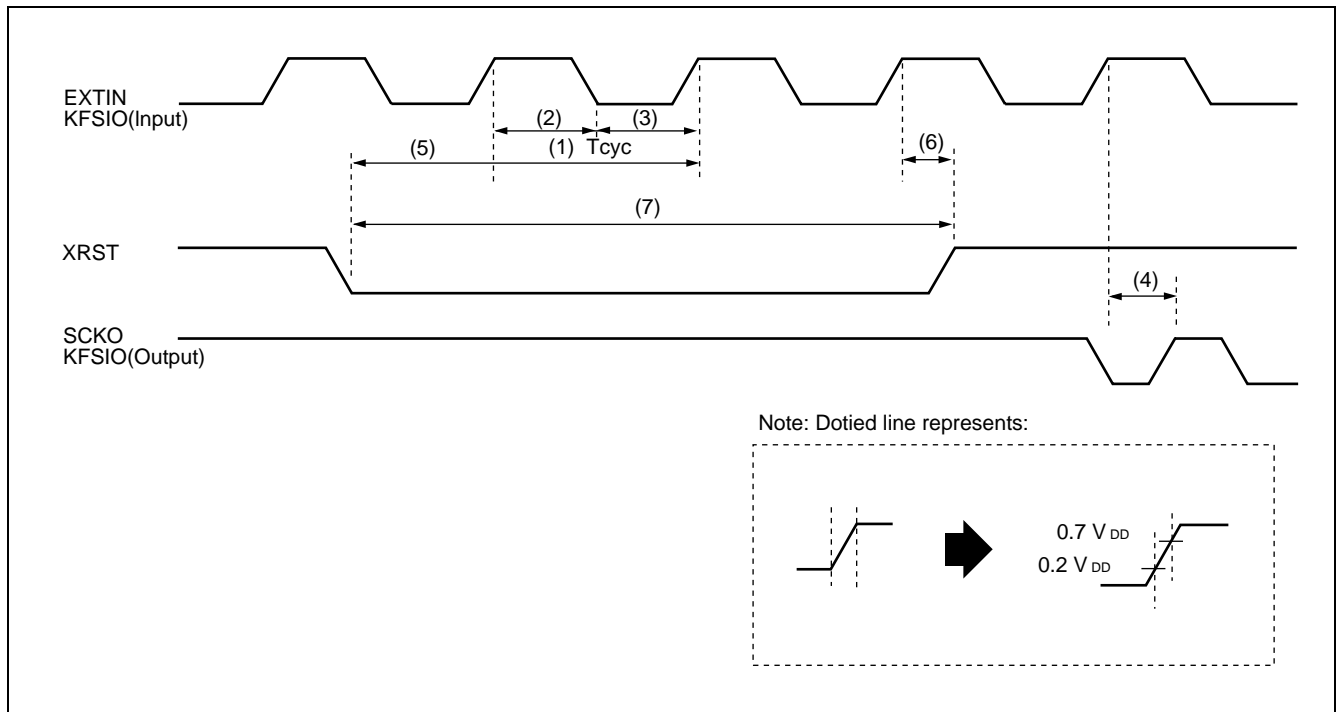 EXTIN
KFSIO(Input)
(2)
(3)
(5)
(1) Tcyc
(6)
(7)
XRST
(4)
SCKO
KFSIO(Output)
Note: Dotied line represents:
0.7 V DD
0.2 V DD